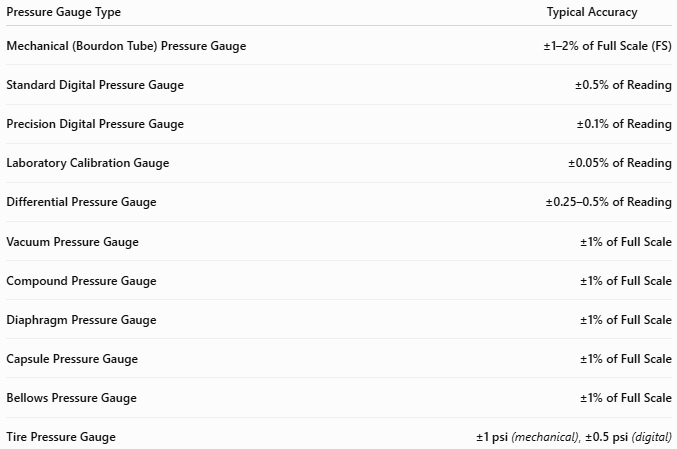 Pressure Gauge Type Typical Accuracy
Mechanical (Bourdon Tube) Pressure Gauge ±1–2% of Full Scale (FS)
Standard Digital Pressure Gauge ±0.5% of Reading
Precision Digital Pressure Gauge ±0.1% of Reading
Laboratory Calibration Gauge ±0.05% of Reading
Differential Pressure Gauge ±0.25–0.5% of Reading
Vacuum Pressure Gauge ±1% of Full Scale
Compound Pressure Gauge ±1% of Full Scale
Diaphragm Pressure Gauge ±1% of Full Scale
Capsule Pressure Gauge ±1% of Full Scale
Bellows Pressure Gauge ±1% of Full Scale
Tire Pressure Gauge ±1 psi (mechanical), ±0.5 psi (digital)